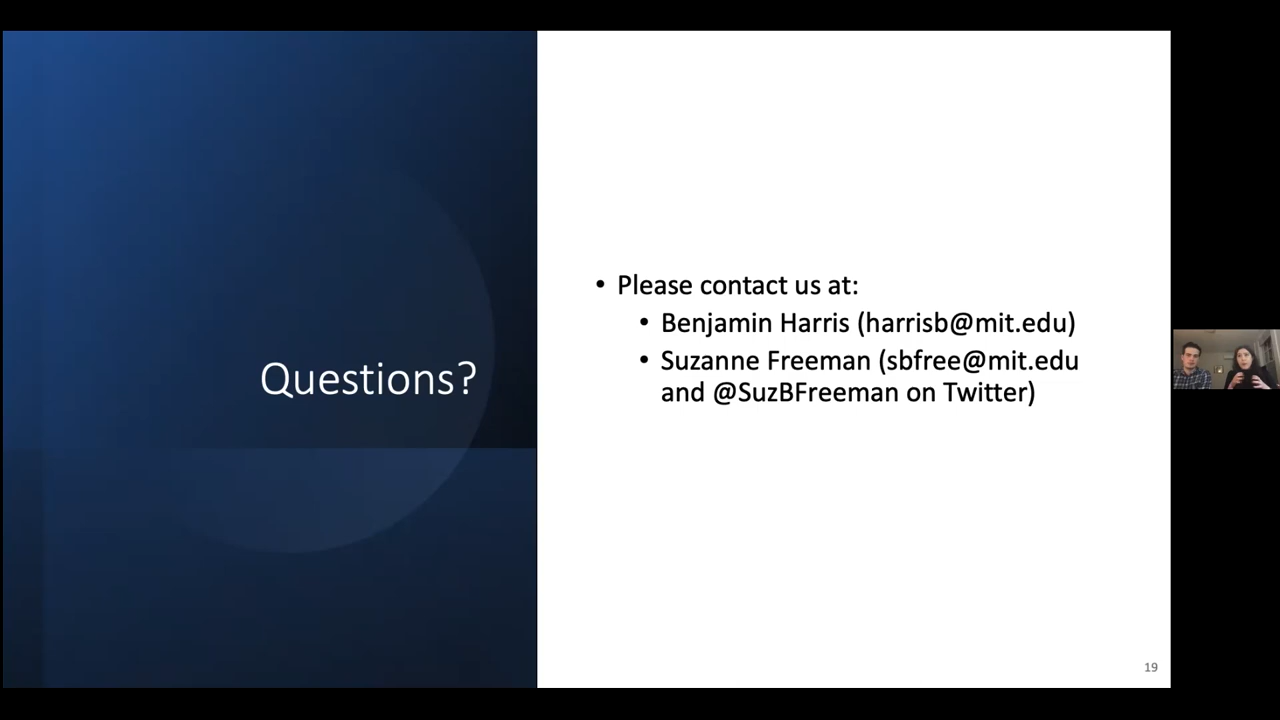 Questions?
• Please contact us at:
• Benjamin Harris (harrisb@mit.edu)
• Suzanne Freeman (sbfree@mit.edu
and @SuzBFreeman on Twitter)
19